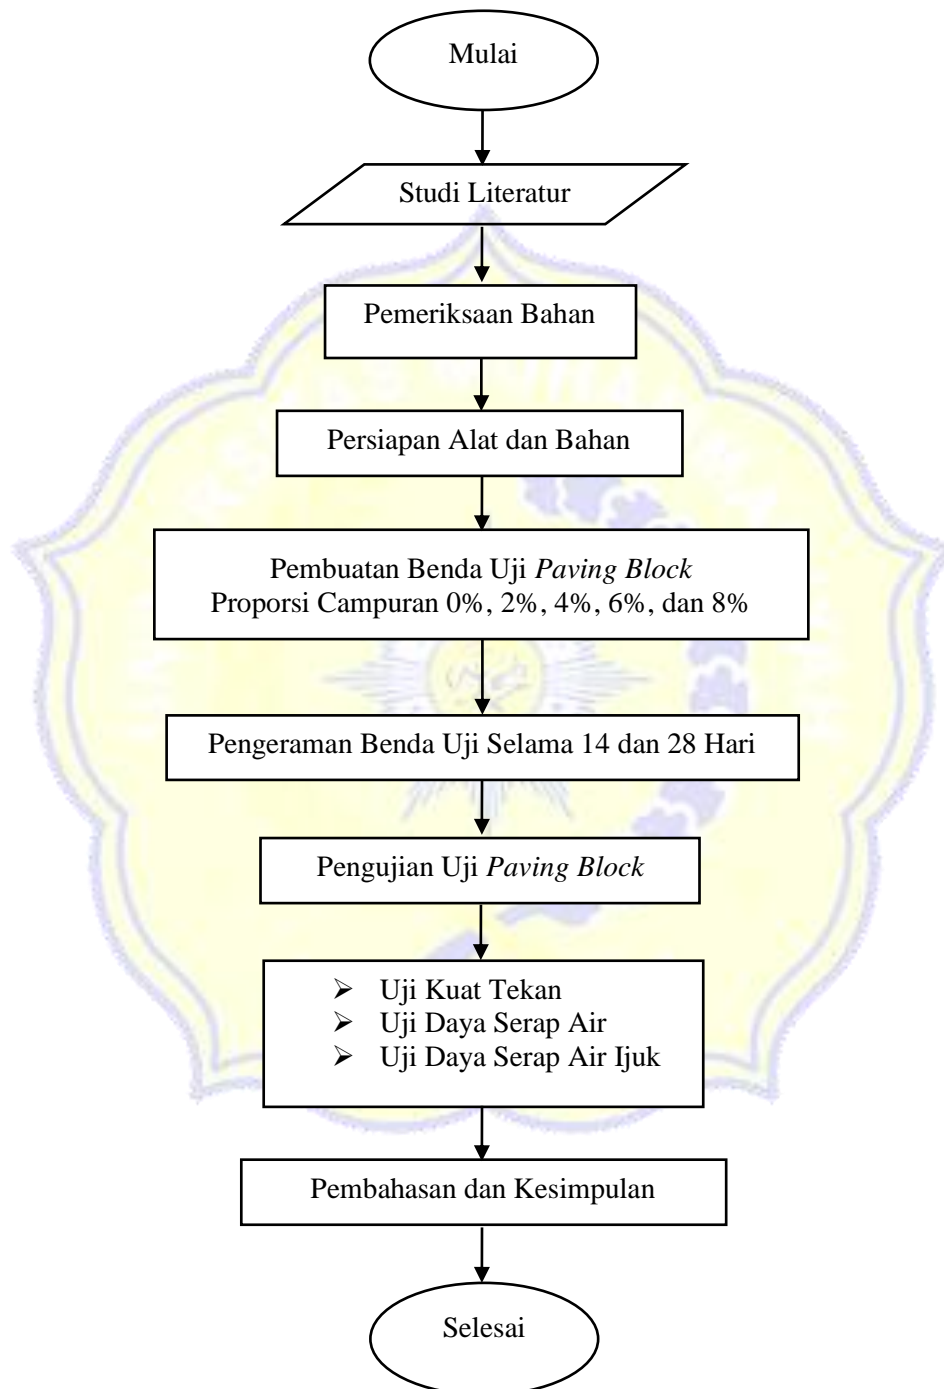 Mulai
Studi Literatur
Pemeriksaan Bahan
Persiapan Alat dan Bahan
Pembuatan Benda Uji Paving Block
Proporsi Campuran 0%, 2%, 4%, 6%, dan 8%
Pengeraman Benda Uji Selama 14 dan 28 Hari
Pengujian Uji Paving Block
➢ Uji Kuat Tekan
➢ Uji Daya Serap Air
➢ Uji Daya Serap Air Ijuk
Pembahasan dan Kesimpulan
Selesai